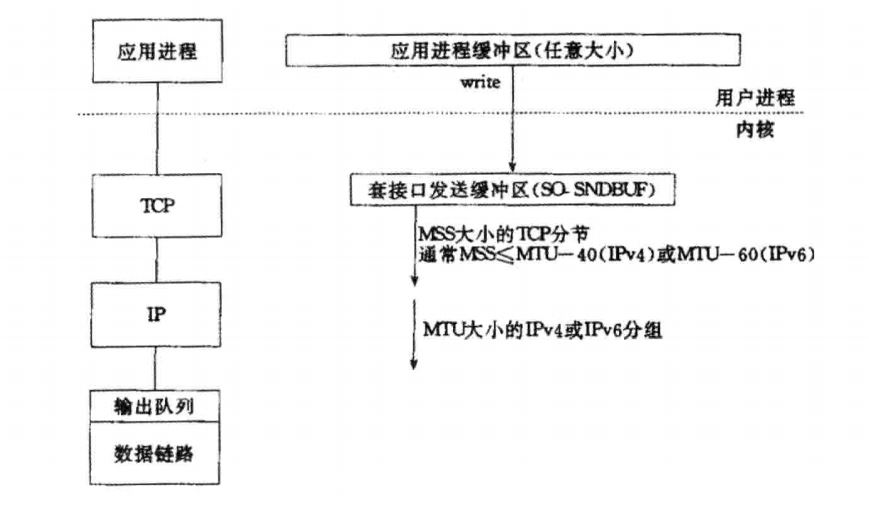 应用进程
应用进程缓冲区(任意大小)
write
用户进程
内核
TCP
套接口发送缓冲区(SO-SNDBUF)
MSS大小的TCP分节
通常MSS≤MTU-40(IPv4)或MTU-60(IPv6)
IP
MTU大小的IPv4或IPv6分组
输出队列
数据链路